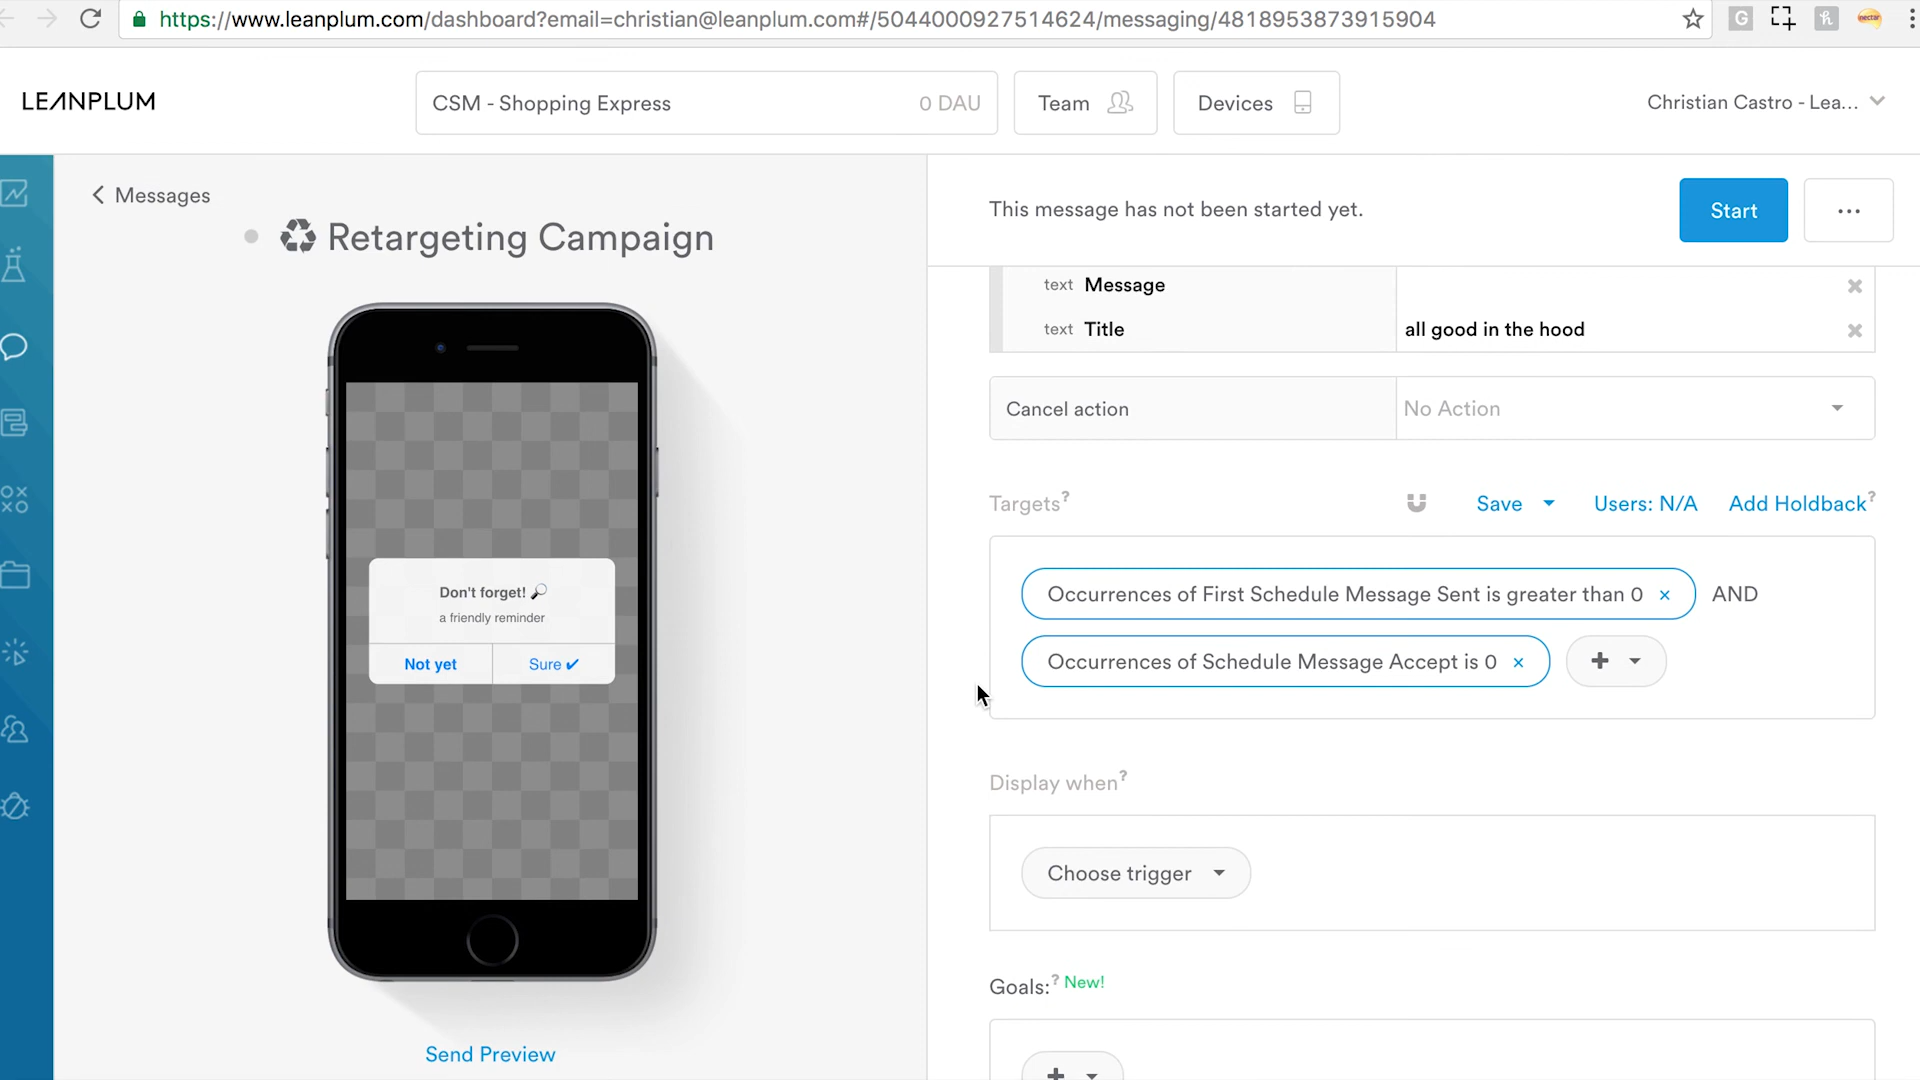 https://www.leanplum.com/dashboard?email=christian@leanplum.com#/5044000927514624/messaging/4818953873915904
G
h
nectar
LEANPLUM
CSM - Shopping Express
0 DAU
Team
Devices
Christian Castro - Lea...
Messages
Retargeting Campaign
Don't forget!
a friendly reminder
Not yet
Sure ✔
Send Preview
This message has not been started yet.
Start
...
text Message
text Title
all good in the hood
Cancel action
No Action
Targets?
Save
Users: N/A
Add Holdback?
Occurrences of First Schedule Message Sent is greater than 0 × AND
Occurrences of Schedule Message Accept is 0 ×
Display when?
Choose trigger
Goals:? New!